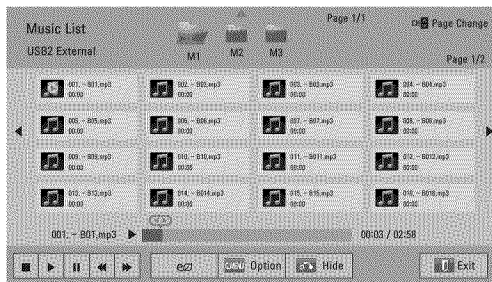 Music List
Page 1/1
CH Page Change
USB2 External
M1
M2
M3
Page 1/2
001. - B01.mp3
00:00
002. - B02.mp3
00:00
003. - B03.mp3
00:00
004. - B04.mp3
00:00
005. - B05.mp3
00:00
006. - B06.mp3
00:00
007. - B07.mp3
00:00
008. - B08.mp3
00:00
009. - B09.mp3
00:00
010. - B10.mp3
00:00
011. - B011.mp3
00:00
012. - B012.mp3
00:00
013. - B13.mp3
00:00
014. - B014.mp3
00:00
015. - B15.mp3
00:00
016. - B016.mp3
00:00
001. - B01.mp3
00:03 / 02:58
Option
Hide
Exit